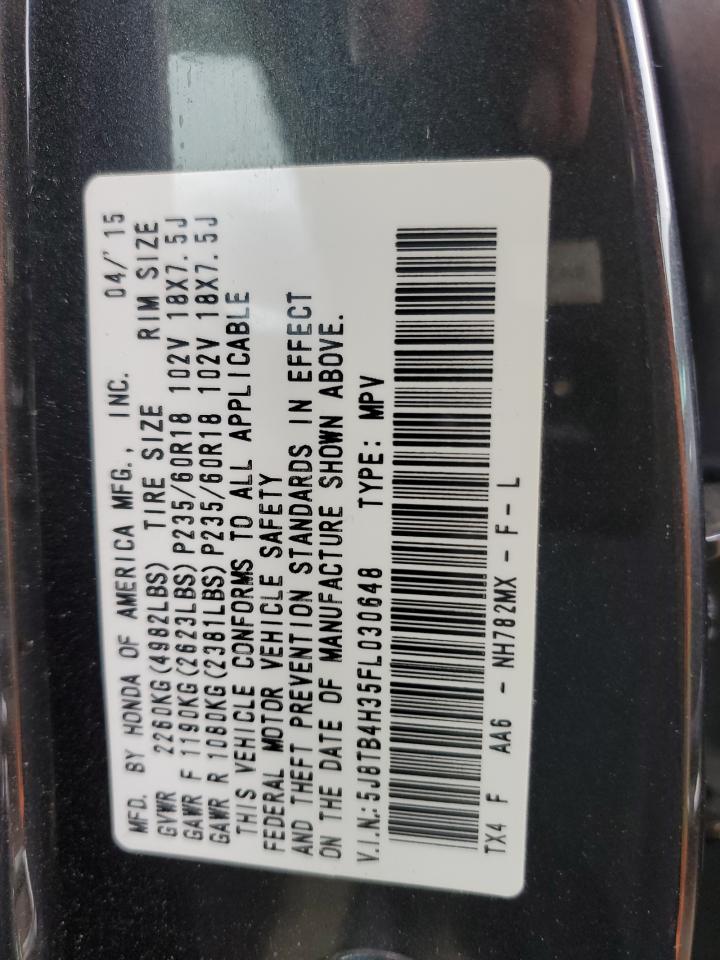 MFD. BY HONDA OF AMERICA MFG., INC. 04/'15
GVWR 2260KG(4982LBS) TIRE SIZE RIM SIZE
GAWR F 1190KG(2623LBS)P235/60R18 102V 18X7.5J
GAWR R 1080KG(2381LBS)P235/60R18 102V 18X7.5J
THIS VEHICLE CONFORMS TO ALL APPLICABLE
FEDERAL MOTOR VEHICLE SAFETY
AND THEFT PREVENTION STANDARDS IN EFFECT
ON THE DATE OF MANUFACTURE SHOWN ABOVE.
V.I.N.:5J8TB4H35FL030648 TYPE: MPV
TX4 F AA6 - NH782MX - F - L